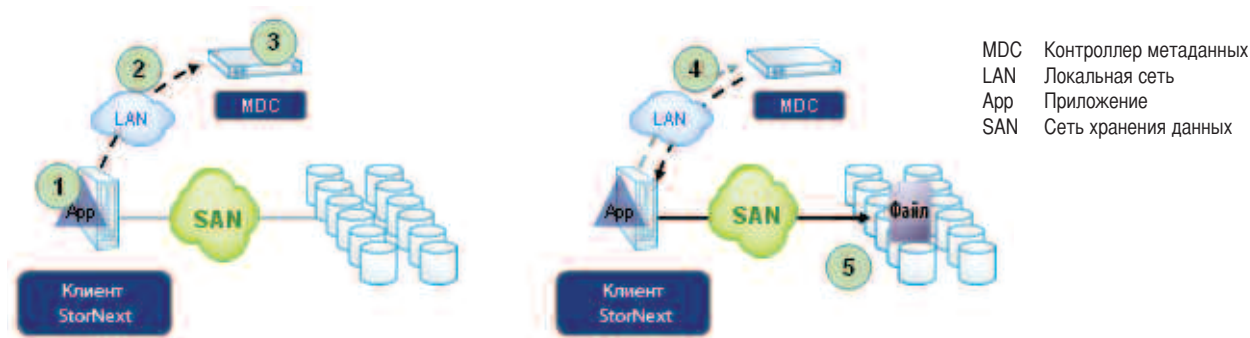 3
2
MDC
LAN
1
App
SAN
Клиент
StorNext
4
MDC
LAN
App
SAN
Файл
5
Клиент
StorNext
MDC Контроллер метаданных
LAN Локальная сеть
App Приложение
SAN Сеть хранения данных